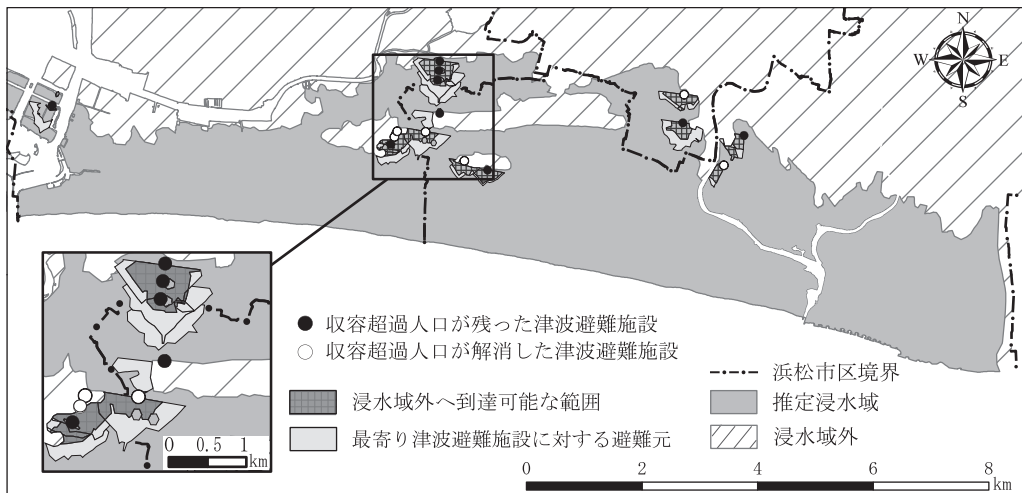 N
W E
S
収容超過人口が残った津波避難施設
収容超過人口が解消した津波避難施設
浸水域外へ到達可能な範囲
最寄り津波避難施設に対する避難元
浜松市区境界
推定浸水域
浸水域外
0 0.5 1
km
0 2 4 6 8
km